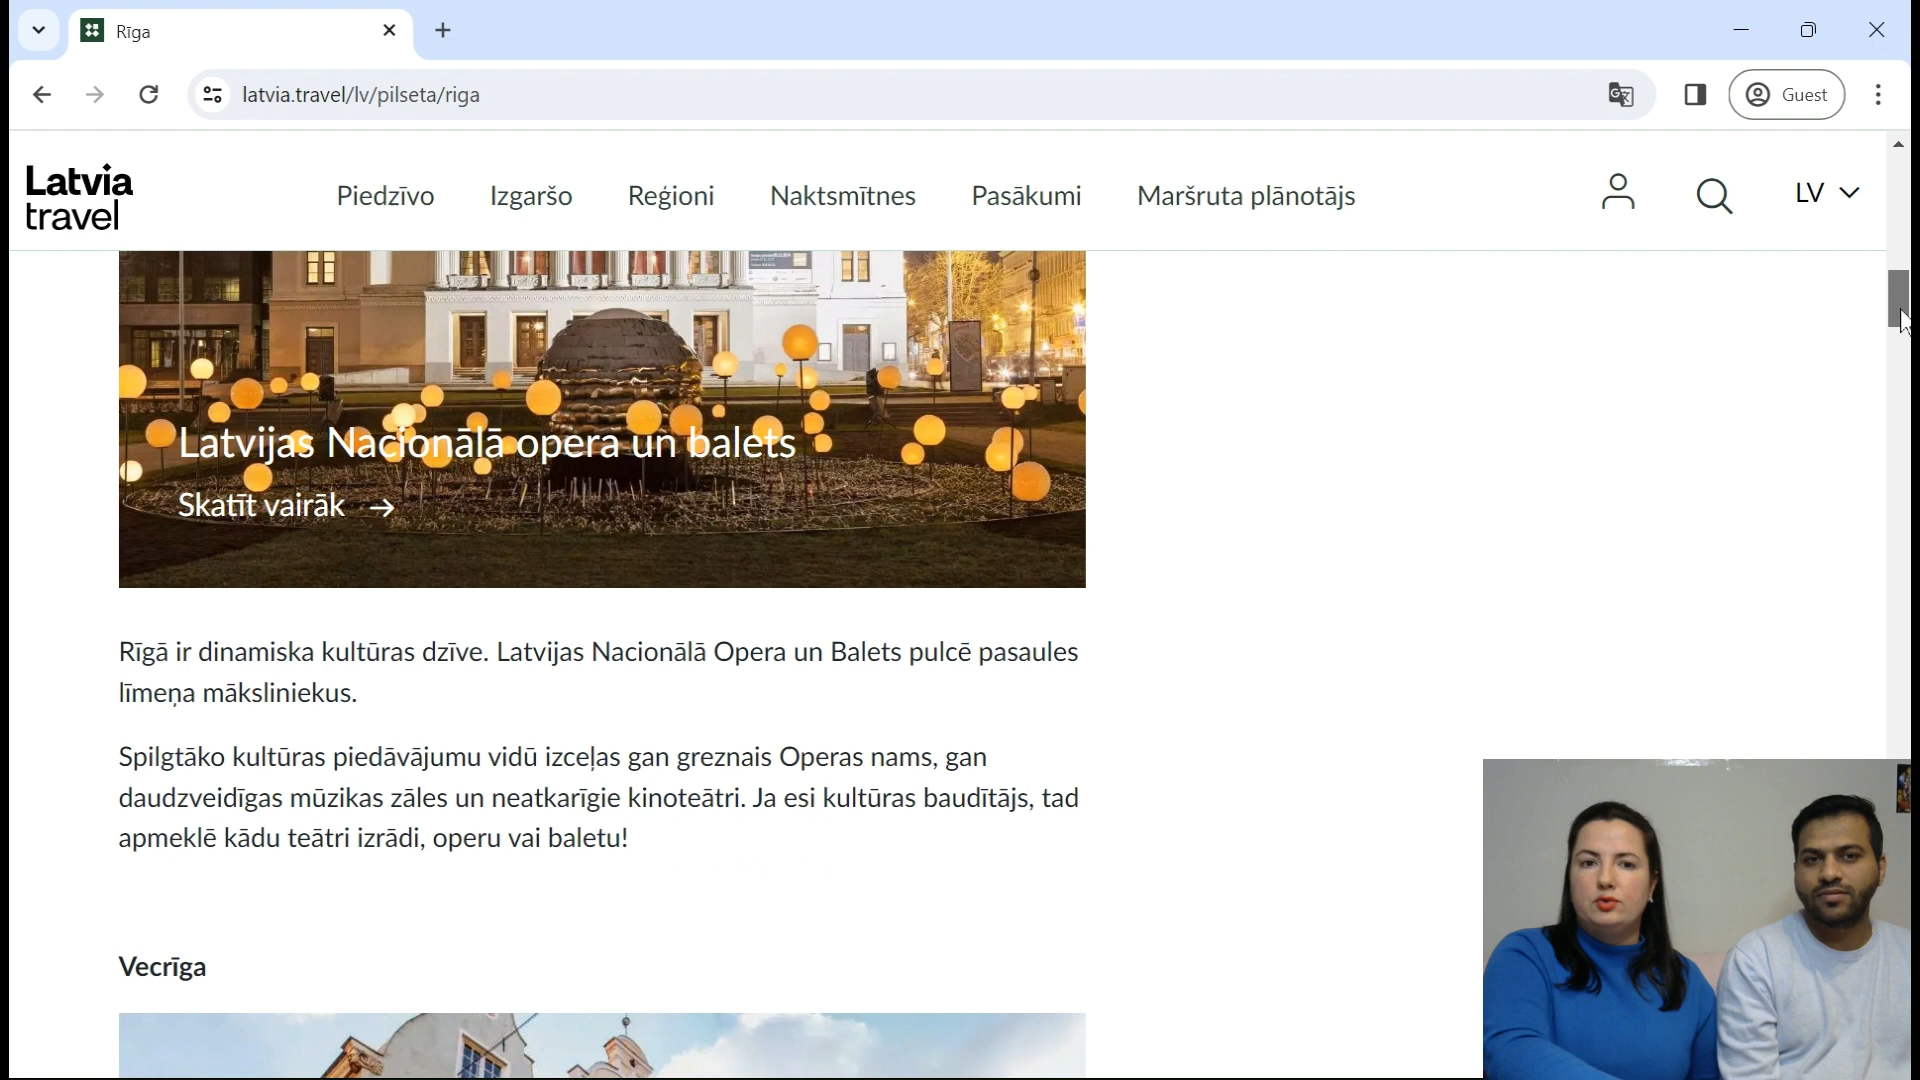 Rīga
latvia.travel/lv/pilseta/riga
Guest
Latvia
travel
Piedzīvo
Izgaršo
Reģioni
Naktsmītnes
Pasākumi
Maršruta plānotājs
LV
Latvijas Nacionālā opera un balets
Skatīt vairāk →
Rīgā ir dinamiska kultūras dzīve. Latvijas Nacionālā Opera un Balets pulcē pasaules
līmeņa māksliniekus.
Spilgtāko kultūras piedāvājumu vidū izceļas gan greznais Operas nams, gan
daudzveidīgas mūzikas zāles un neatkarīgie kinoteātri. Ja esi kultūras baudītājs, tad
apmeklē kādu teātri izrādi, operu vai baletu!
Vecrīga